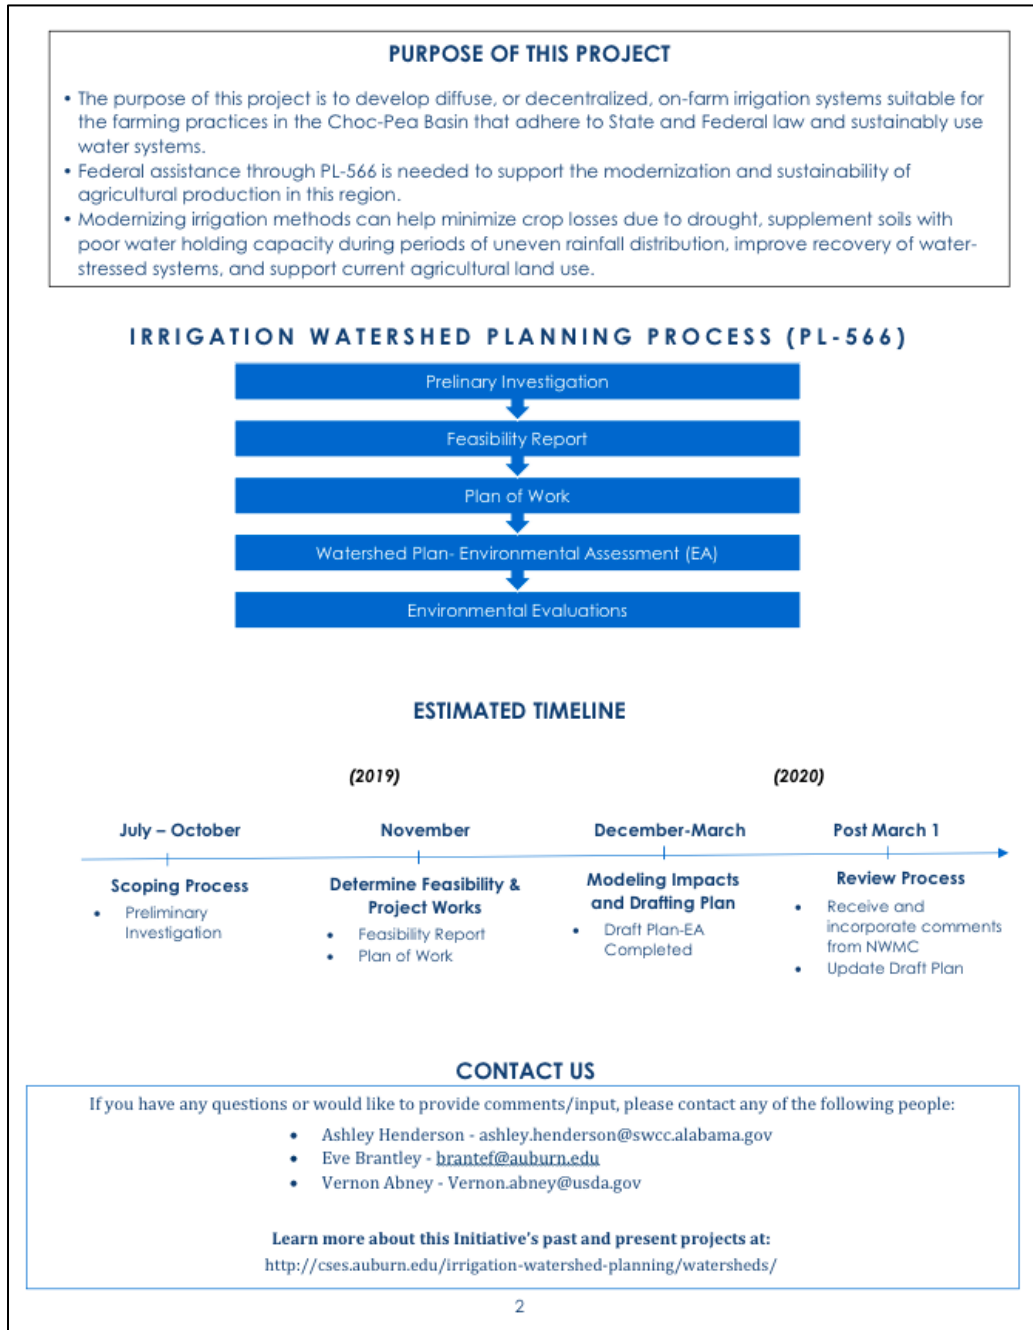 PURPOSE OF THIS PROJECT
• The purpose of this project is to develop diffuse, or decentralized, on-farm irrigation systems suitable for
the farming practices in the Choc-Pea Basin that adhere to State and Federal law and sustainably use
water systems.
• Federal assistance through PL-566 is needed to support the modernization and sustainability of
agricultural production in this region.
• Modernizing irrigation methods can help minimize crop losses due to drought, supplement soils with
poor water holding capacity during periods of uneven rainfall distribution, improve recovery of water-
stressed systems, and support current agricultural land use.
IRRIGATION WATERSHED PLANNING PROCESS (PL-566)
Prelinary Investigation
Feasibility Report
Plan of Work
Watershed Plan- Environmental Assessment (EA)
Environmental Evaluations
ESTIMATED TIMELINE
(2019)
(2020)
July – October
November
December-March
Post March 1
Scoping Process
• Preliminary
Investigation
Determine Feasibility &
Project Works
• Feasibility Report
• Plan of Work
Modeling Impacts
and Drafting Plan
• Draft Plan-EA
Completed
Review Process
• Receive and
incorporate comments
from NWMC
• Update Draft Plan
CONTACT US
If you have any questions or would like to provide comments/input, please contact any of the following people:
• Ashley Henderson - ashley.henderson@swcc.alabama.gov
• Eve Brantley - brantef@auburn.edu
• Vernon Abney - Vernon.abney@usda.gov
Learn more about this Initiative's past and present projects at:
http://cses.auburn.edu/irrigation-watershed-planning/watersheds/
2